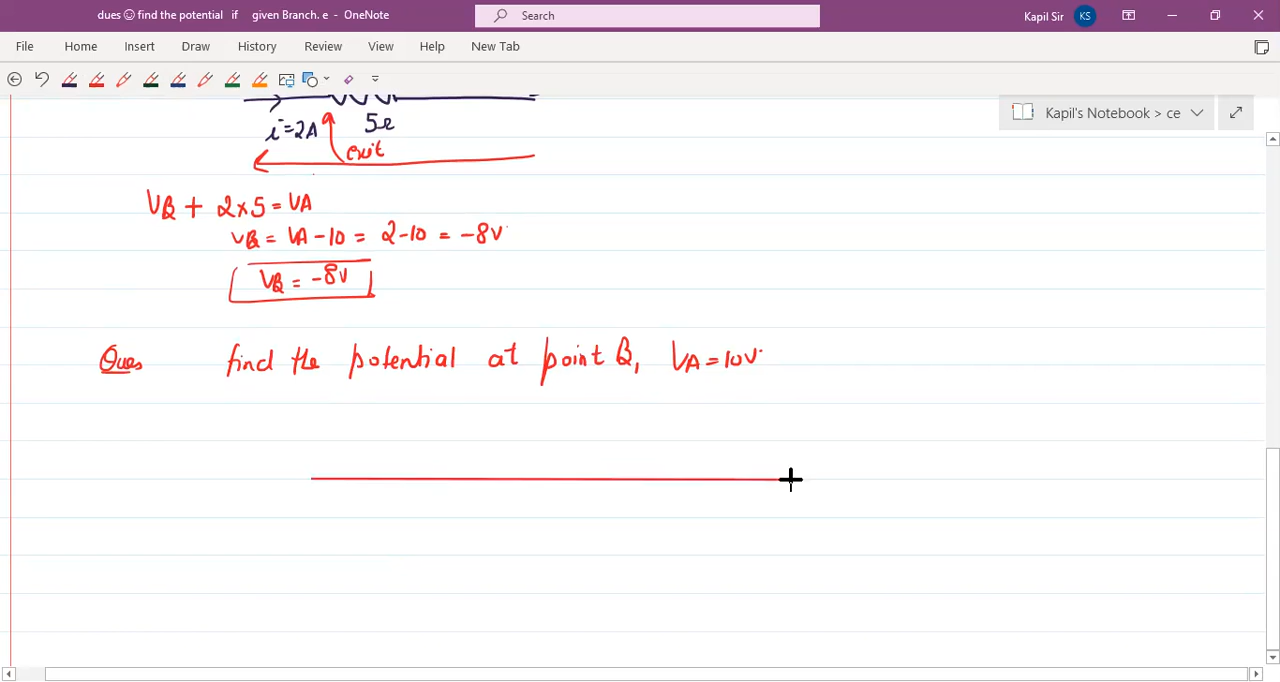 dues ☺ find the potential if given Branch. e - OneNote
Search
Kapil Sir KS
File Home Insert Draw History Review View Help New Tab
Kapil's Notebook > ce
i=2A 5Ω
exit
VB + 2×5 = VA
VB = VA-10 = 2-10 = -8V
VB = -8V
Ques find the potential at point B, VA = 10V